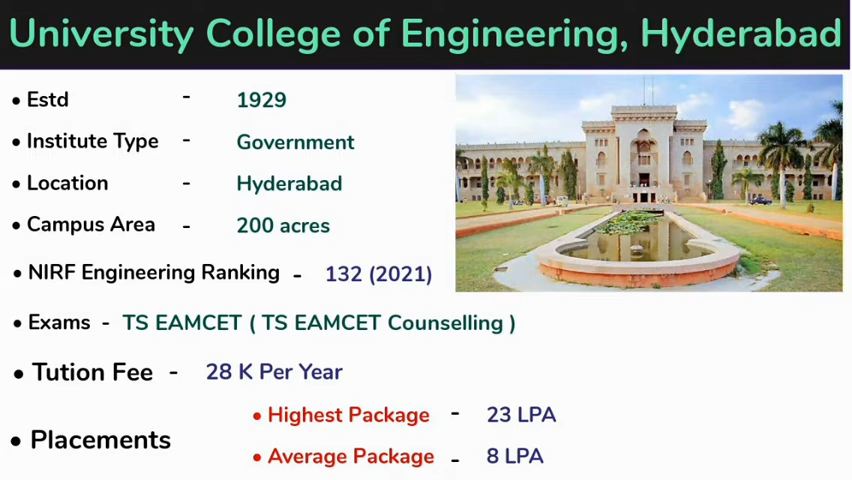 University College of Engineering, Hyderabad
• Estd - 1929
• Institute Type - Government
• Location - Hyderabad
• Campus Area - 200 acres
• NIRF Engineering Ranking - 132 (2021)
• Exams - TS EAMCET ( TS EAMCET Counselling )
• Tution Fee - 28 K Per Year
• Placements
• Highest Package - 23 LPA
• Average Package - 8 LPA